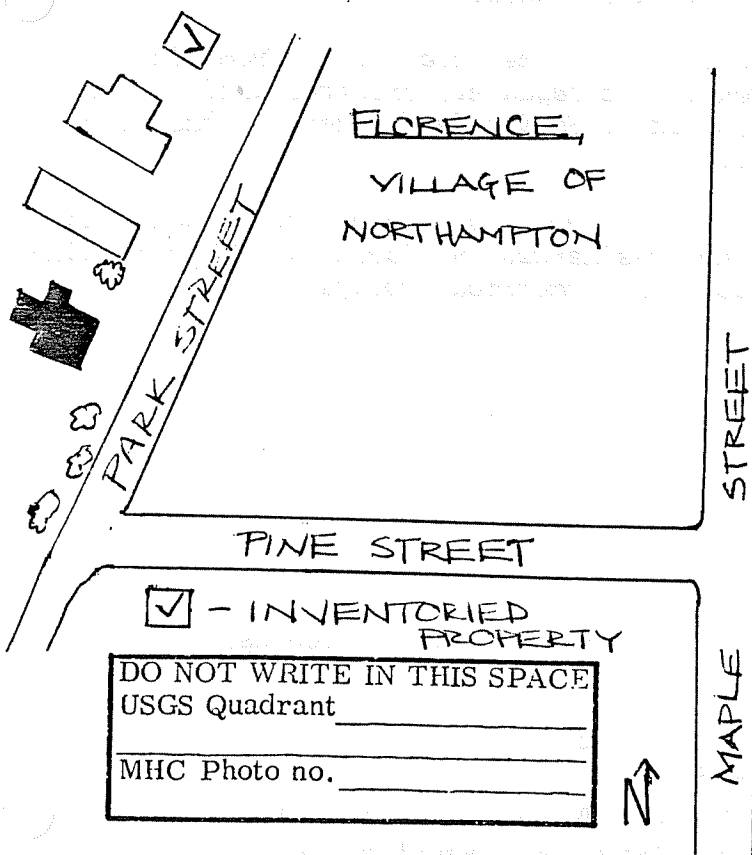 FLORENCE,
VILLAGE OF
NORTHAMPTON
PARK STREET
MAPLE STREET
PINE STREET
- INVENTORIED
PROPERTY
DO NOT WRITE IN THIS SPACE
USGS Quadrant
MHC Photo no.
N